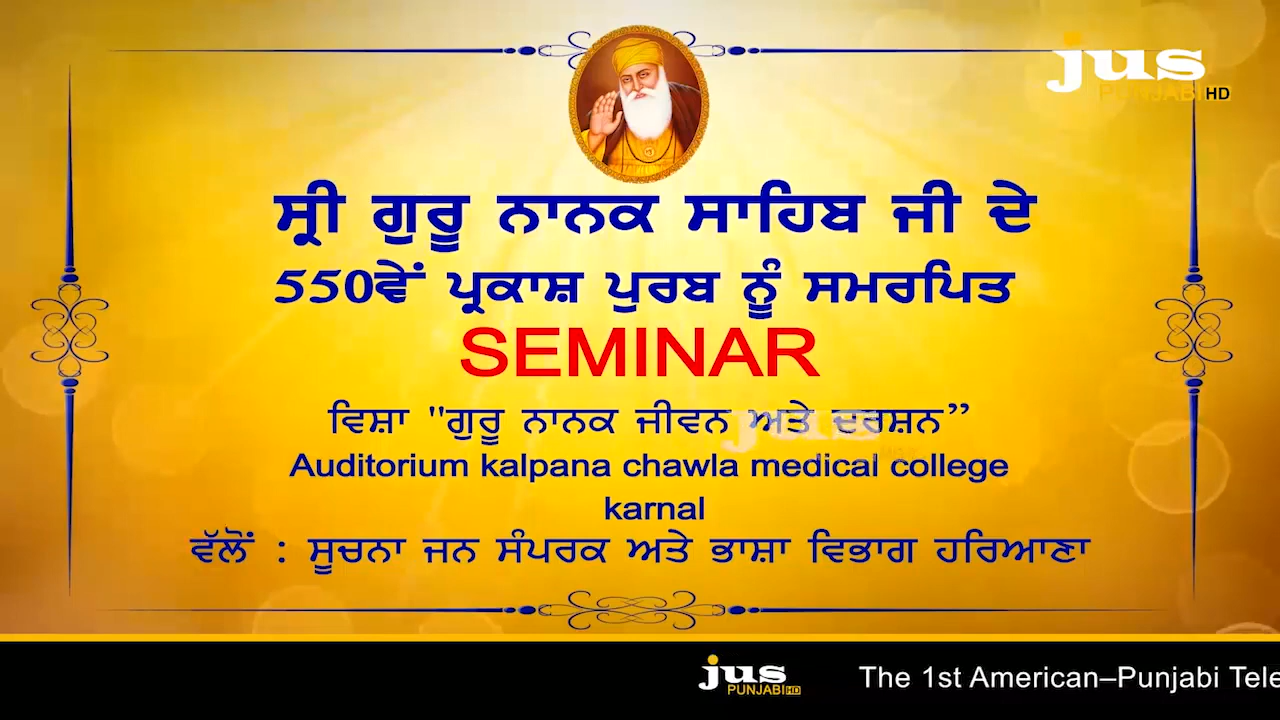 jus
PUNJABI HD
ਸ੍ਰੀ ਗੁਰੂ ਨਾਨਕ ਸਾਹਿਬ ਜੀ ਦੇ
550ਵੇਂ ਪ੍ਰਕਾਸ਼ ਪੁਰਬ ਨੂੰ ਸਮਰਪਿਤ
SEMINAR
ਵਿਸ਼ਾ "ਗੁਰੂ ਨਾਨਕ ਜੀਵਨ ਅਤੇ ਦਰਸ਼ਨ”
jus
Auditorium kalpana chawla medical college
karnal
ਵੱਲੋਂ : ਸੂਚਨਾ ਜਨ ਸੰਪਰਕ ਅਤੇ ਭਾਸ਼ਾ ਵਿਭਾਗ ਹਰਿਆਣਾ
jus
PUNJABI HD
The 1st American–Punjabi Tele